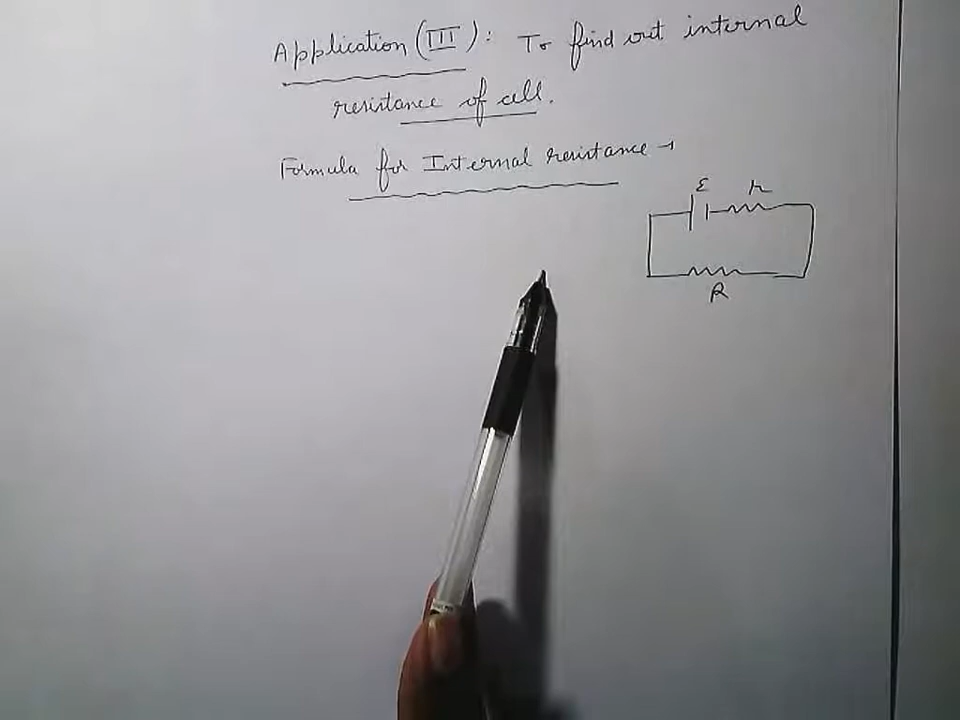 Application (III): To find out internal
resistance of cell.
Formula for Internal resistance →
ε r
R